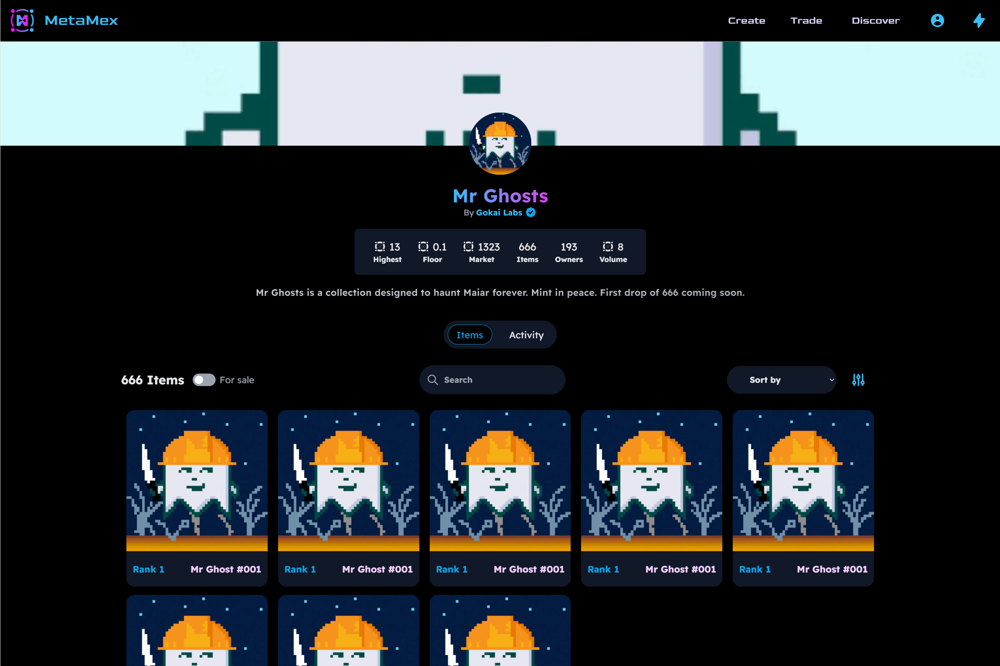 MetaMex
Create Trade Discover
Mr Ghosts
By Gokai Labs
13 0.1 1323 666 193 8
Highest Floor Market Items Owners Volume
Mr Ghosts is a collection designed to haunt Maiar forever. Mint in peace. First drop of 666 coming soon.
Items Activity
666 Items For sale Search Sort by
Rank 1 Mr Ghost #001 Rank 1 Mr Ghost #001 Rank 1 Mr Ghost #001 Rank 1 Mr Ghost #001 Rank 1 Mr Ghost #001